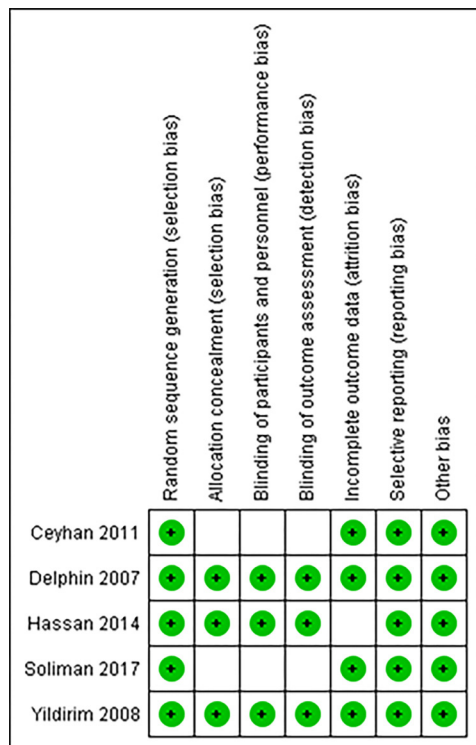 Random sequence generation (selection bias)
Allocation concealment (selection bias)
Blinding of participants and personnel (performance bias)
Blinding of outcome assessment (detection bias)
Incomplete outcome data (attrition bias)
Selective reporting (reporting bias)
Other bias
Ceyhan 2011 + + + +
Delphin 2007 + + + + + + +
Hassan 2014 + + + + + +
Soliman 2017 + + + +
Yildirim 2008 + + + + + + +